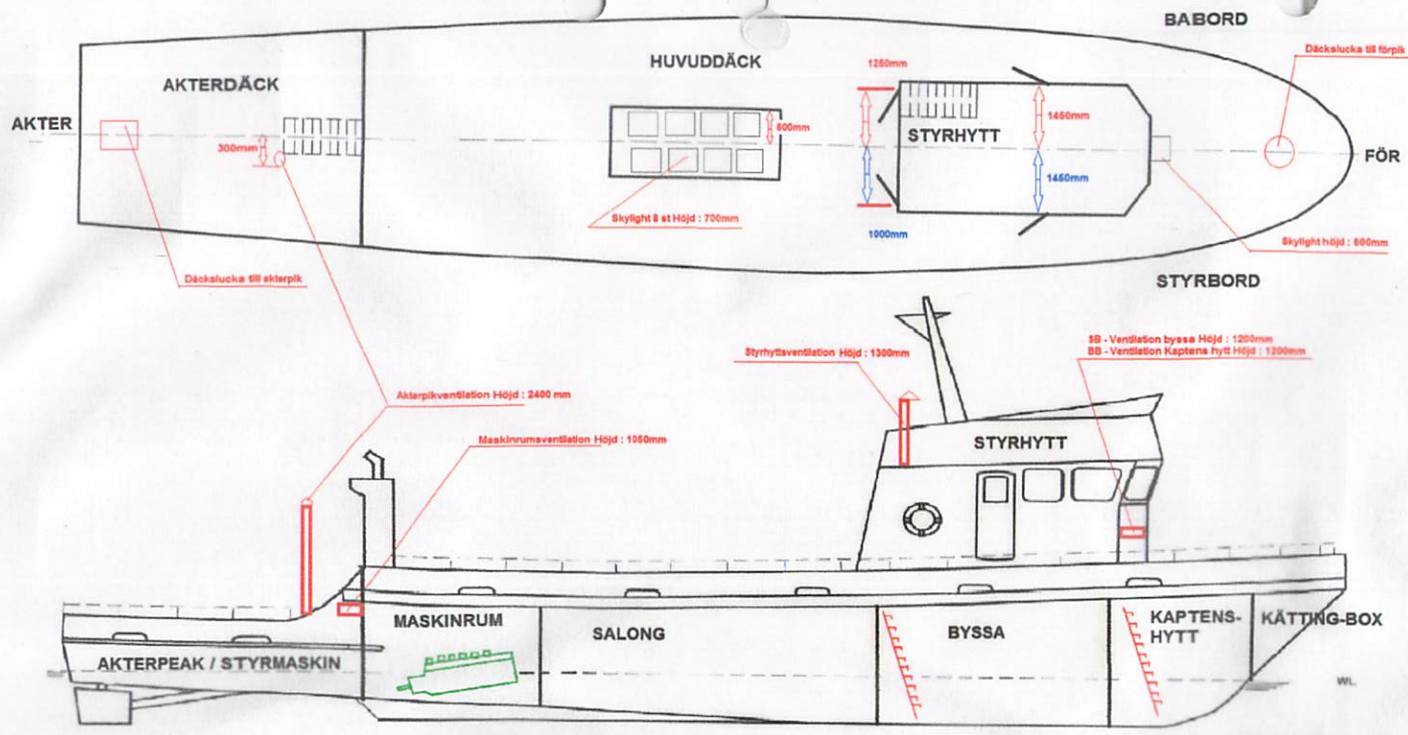 BABORD
Däckslucka till förpik
HUVUDDÄCK
1250mm
AKTERDÄCK
AKTER
600mm
STYRHYTT
1450mm
300mm
FÖR
1450mm
Skylight 8 st Höjd : 700mm
1000mm
Skylight höjd : 600mm
Däckslucka till akterpik
STYRBORD
SB - Ventilation byssa Höjd : 1200mm
BB - Ventilation Kaptens hytt Höjd : 1200mm
Styrhyttsventilation Höjd : 1300mm
Akterpikventilation Höjd : 2400 mm
Maskinrumsventilation Höjd : 1050mm
STYRHYTT
MASKINRUM
SALONG
BYSSA
KAPTENS-
HYTT
KÄTTING-BOX
AKTERPEAK / STYRMASKIN
WL